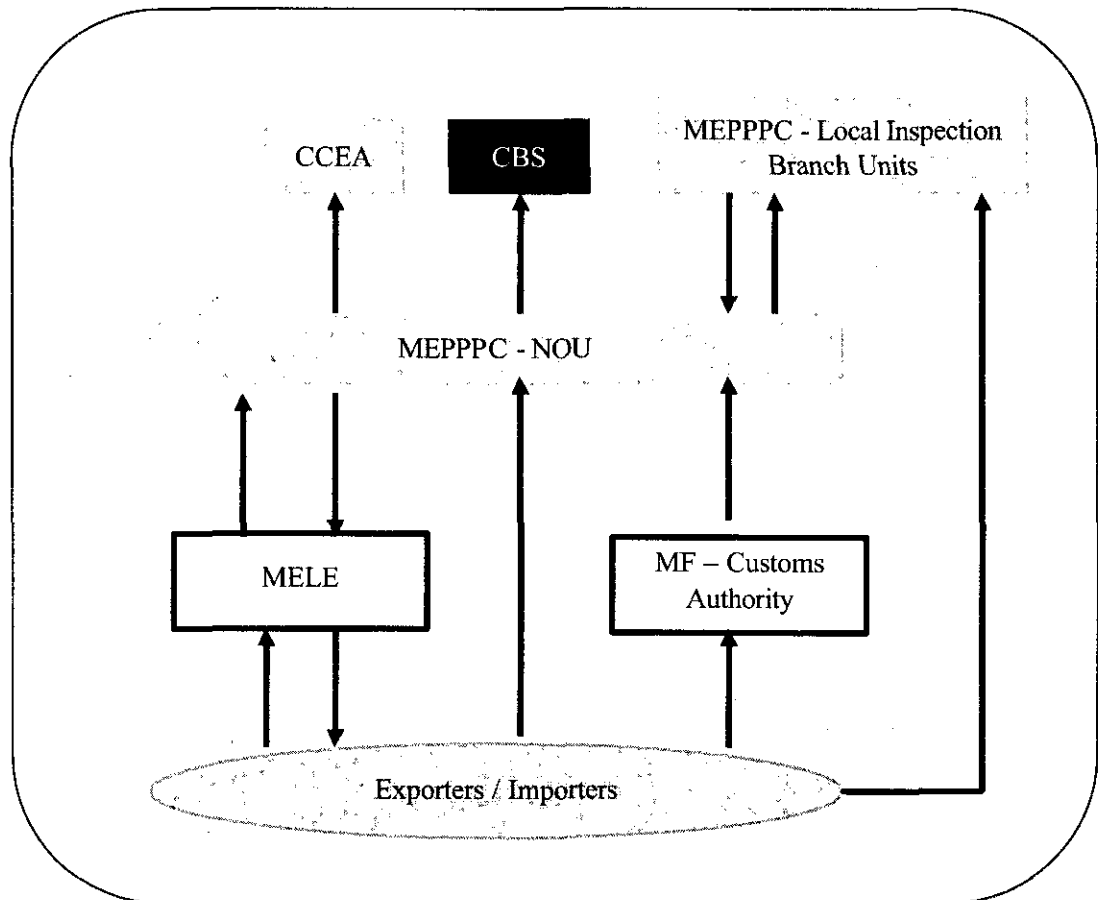 CCEA
CBS
MEPPPC - Local Inspection
Branch Units
MEPPPC - NOU
MELE
MF – Customs
Authority
Exporters / Importers